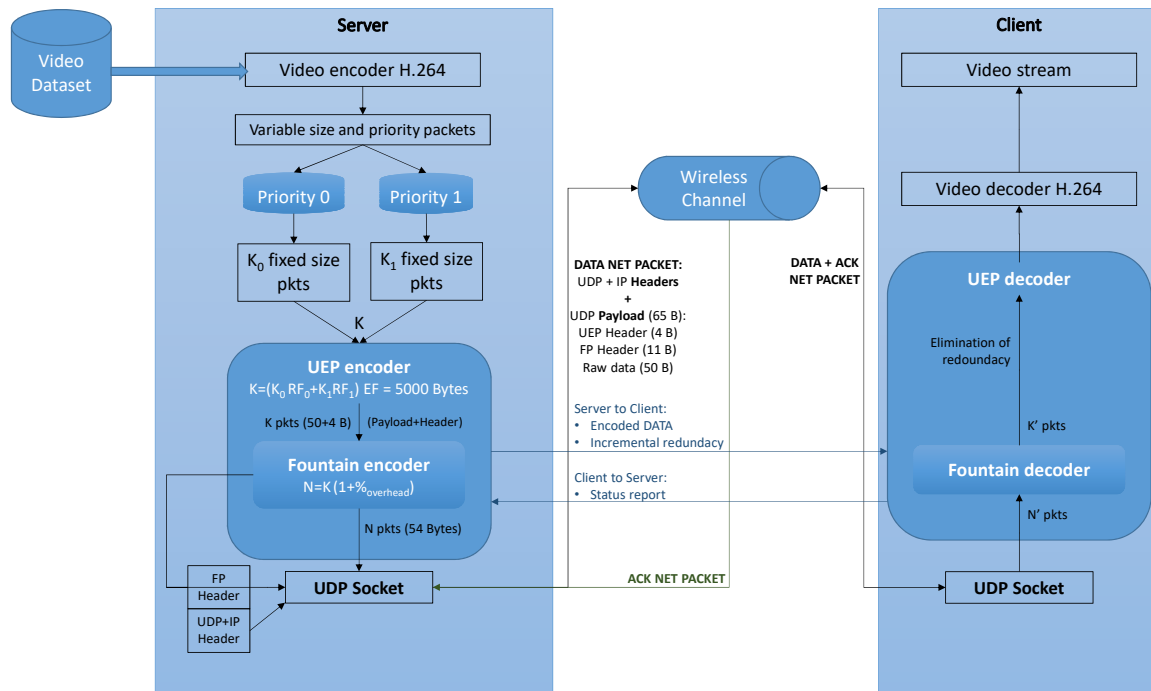 Video
Dataset
Server
Video encoder H.264
Variable size and priority packets
Priority 0
Priority 1
K0 fixed size
pkts
K1 fixed size
pkts
K
UEP encoder
K=(K0 RF0+K1RF1) EF = 5000 Bytes
K pkts (50+4 B)
(Payload+Header)
Fountain encoder
N=K(1+%overhead)
N pkts (54 Bytes)
FP
Header
UDP+IP
Header
UDP Socket
Wireless
Channel
DATA NET PACKET:
UDP + IP Headers
+
UDP Payload (65 B):
UEP Header (4 B)
FP Header (11 B)
Raw data (50 B)
DATA + ACK
NET PACKET
Server to Client:
• Encoded DATA
• Incremental redundacy
Client to Server:
• Status report
ACK NET PACKET
Client
Video stream
Video decoder H.264
UEP decoder
Elimination of
redoundacy
K' pkts
Fountain decoder
N' pkts
UDP Socket